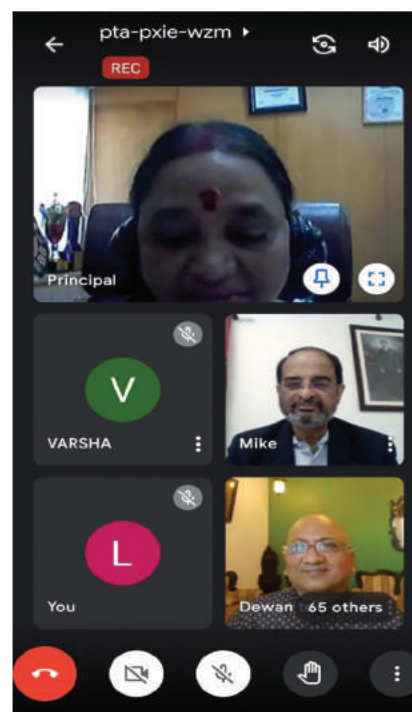 pta-pxie-wzm
REC
Principal
V
VARSHA
Mike
L
You
Dewan 65 others